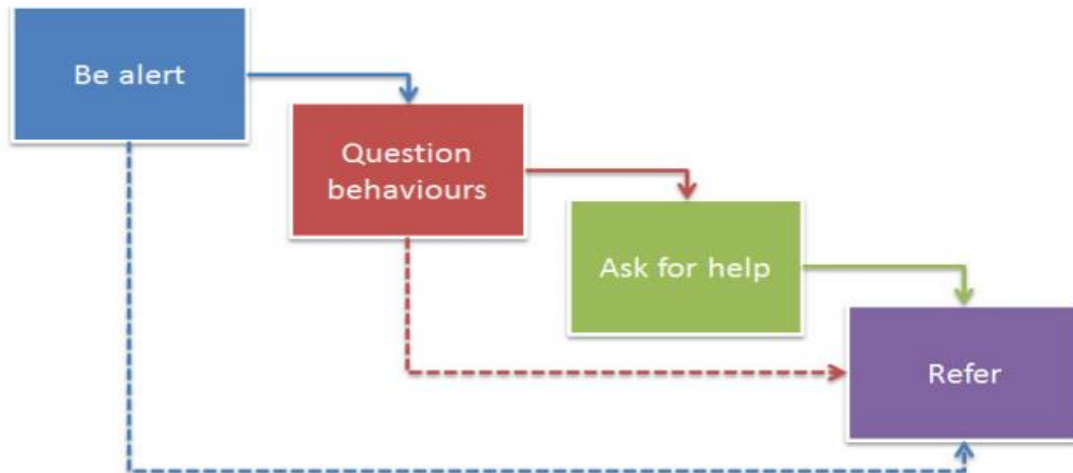 Be alert
Question
behaviours
Ask for help
Refer